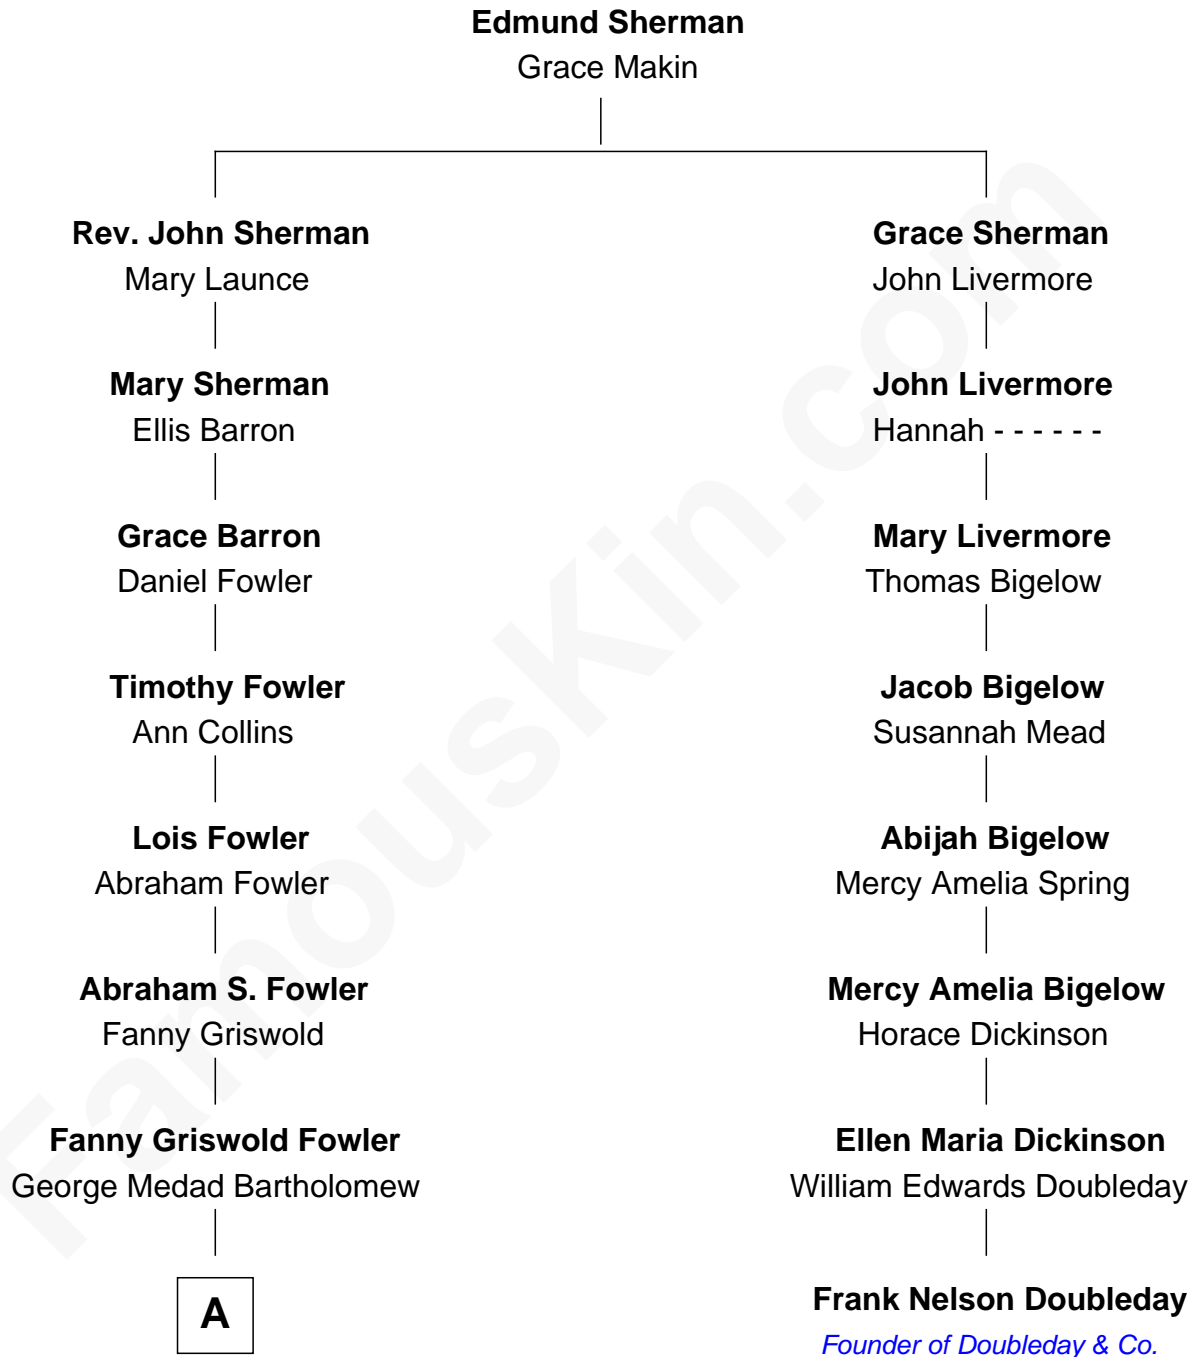 Edmund Sherman
Grace Makin
Rev. John Sherman
Mary Launce
Grace Sherman
John Livermore
Mary Sherman
Ellis Barron
John Livermore
Hannah - - - - - -
Grace Barron
Daniel Fowler
Mary Livermore
Thomas Bigelow
Timothy Fowler
Ann Collins
Jacob Bigelow
Susannah Mead
Lois Fowler
Abraham Fowler
Abijah Bigelow
Mercy Amelia Spring
Abraham S. Fowler
Fanny Griswold
Mercy Amelia Bigelow
Horace Dickinson
Fanny Griswold Fowler
George Medad Bartholomew
Ellen Maria Dickinson
William Edwards Doubleday
A
Frank Nelson Doubleday
Founder of Doubleday & Co.
FamousKin.com